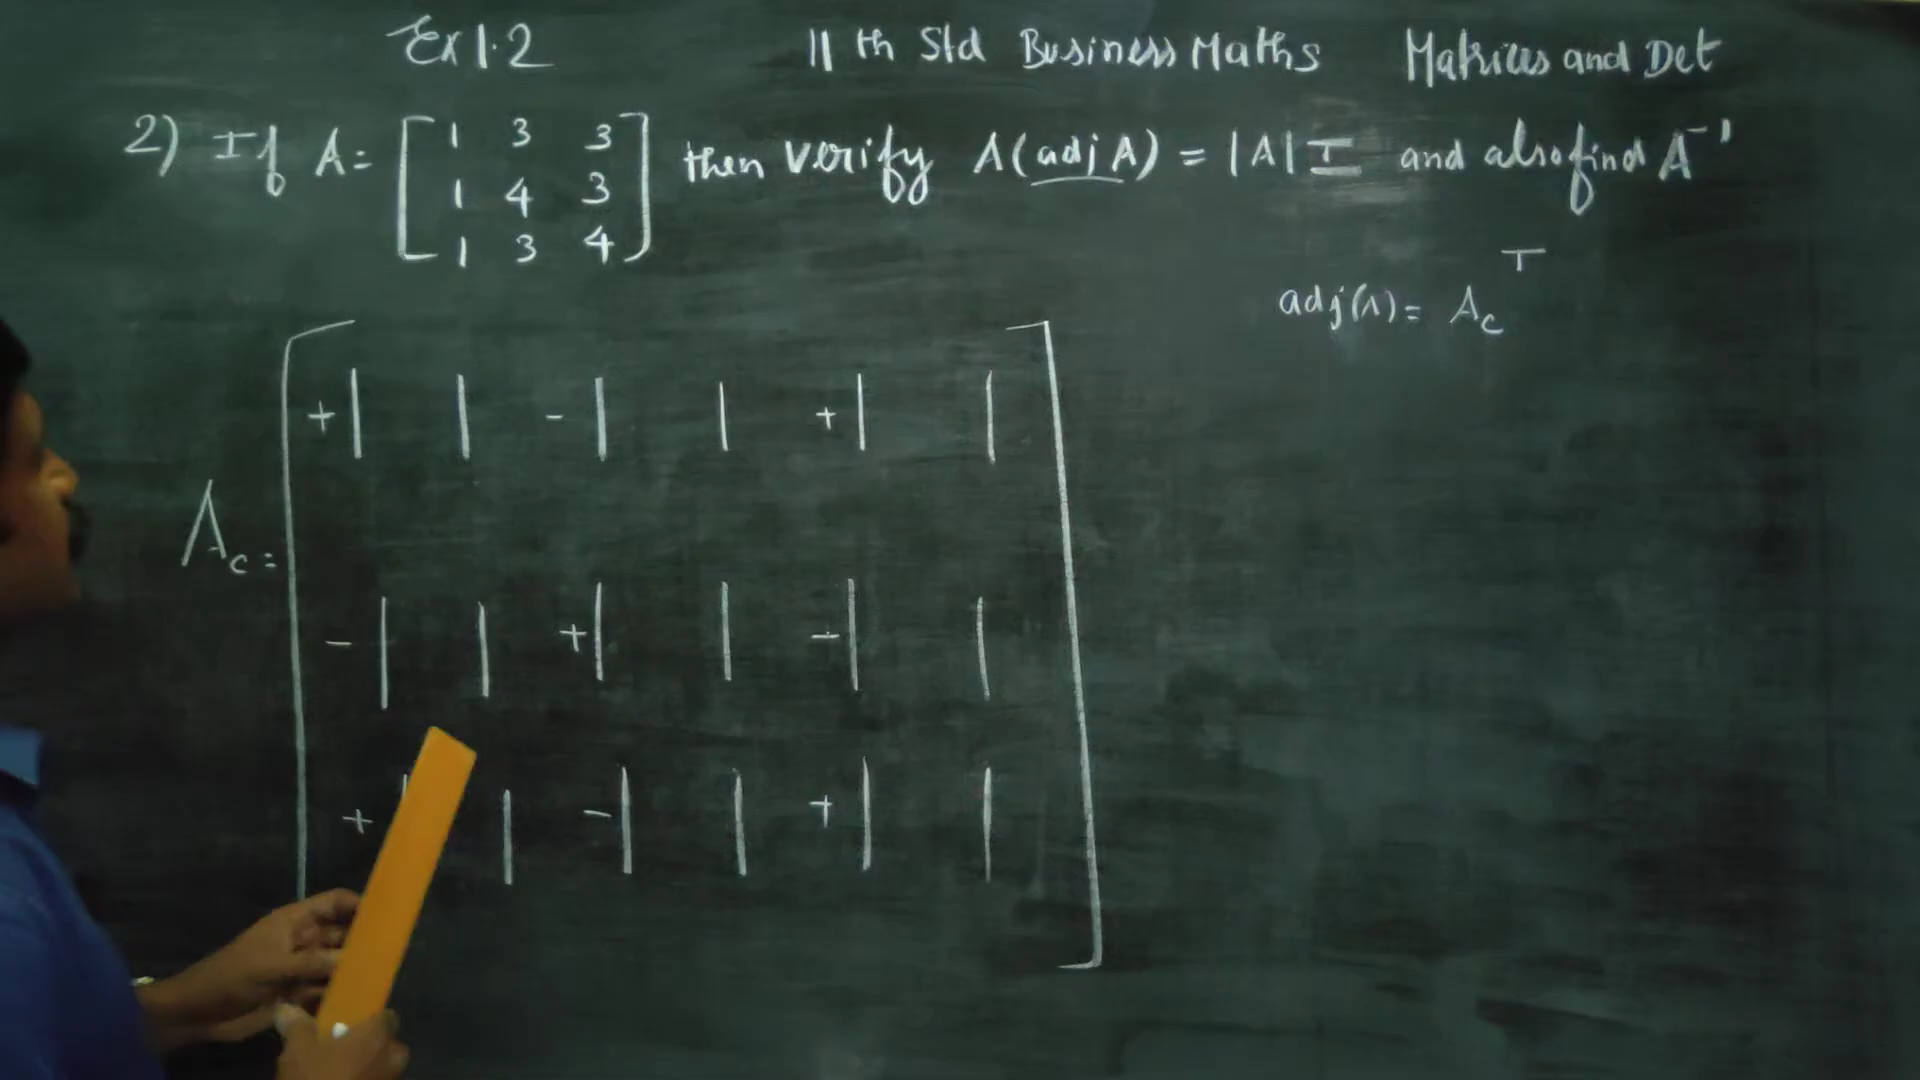 Ex 1.2 11 th Std Business Maths Matrices and Det
2) If A = [ 1 3 3 then verify A(adj A) = |A| I and also find A⁻¹
1 4 3
1 3 4 ]
adj(A) = A_c^T
A_c = [ +| | -| | +| |
-| | +| | -| |
+ | -| | +| | ]